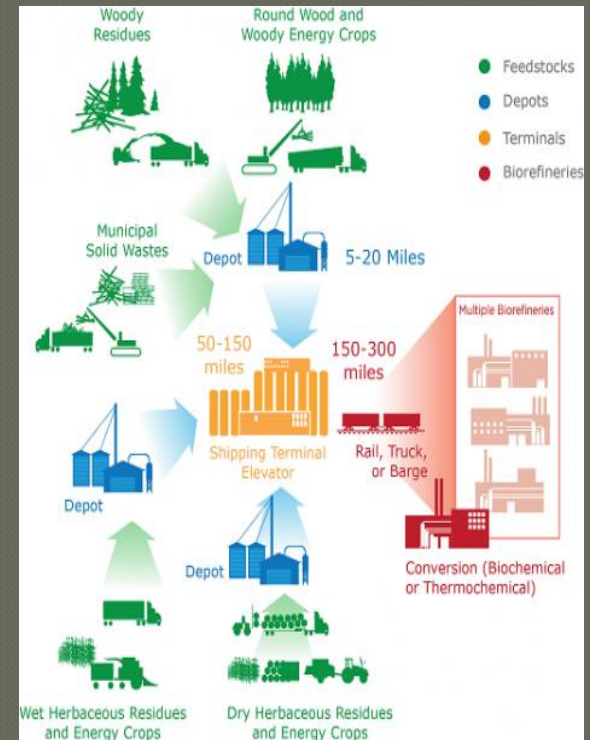 Woody
Residues
Round Wood and
Woody Energy Crops
Feedstocks
Depots
Terminals
Biorefineries
Municipal
Solid Wastes
Depot
5-20 Miles
50-150
miles
150-300
miles
Multiple Biorefineries
Shipping Terminal
Elevator
Rail, Truck,
or Barge
Depot
Depot
Conversion (Biochemical
or Thermochemical)
Wet Herbaceous Residues
and Energy Crops
Dry Herbaceous Residues
and Energy Crops